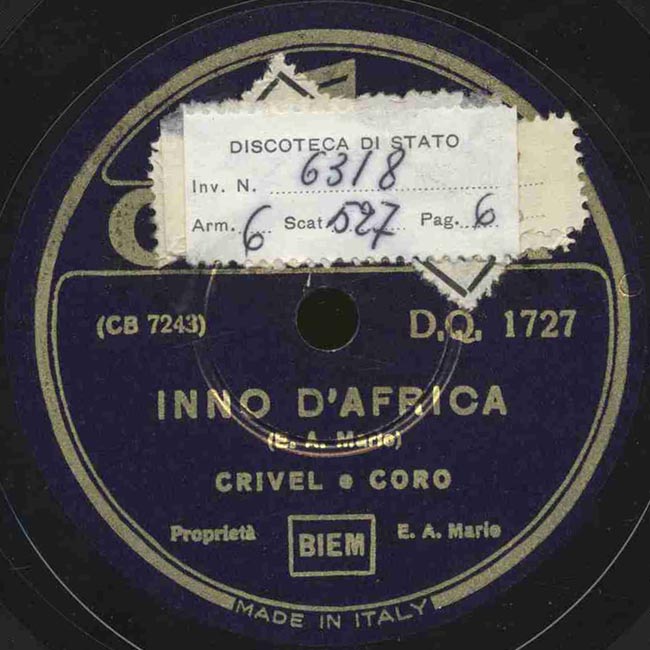 DISCOTECA DI STATO
Inv. N. 6318
Arm. 6 Scat. 527 Pag. 6
(CB 7243) D.Q. 1727
INNO D'AFRICA
(E. A. Mario)
CRIVEL e CORO
Proprietà BIEM E. A. Mario
MADE IN ITALY